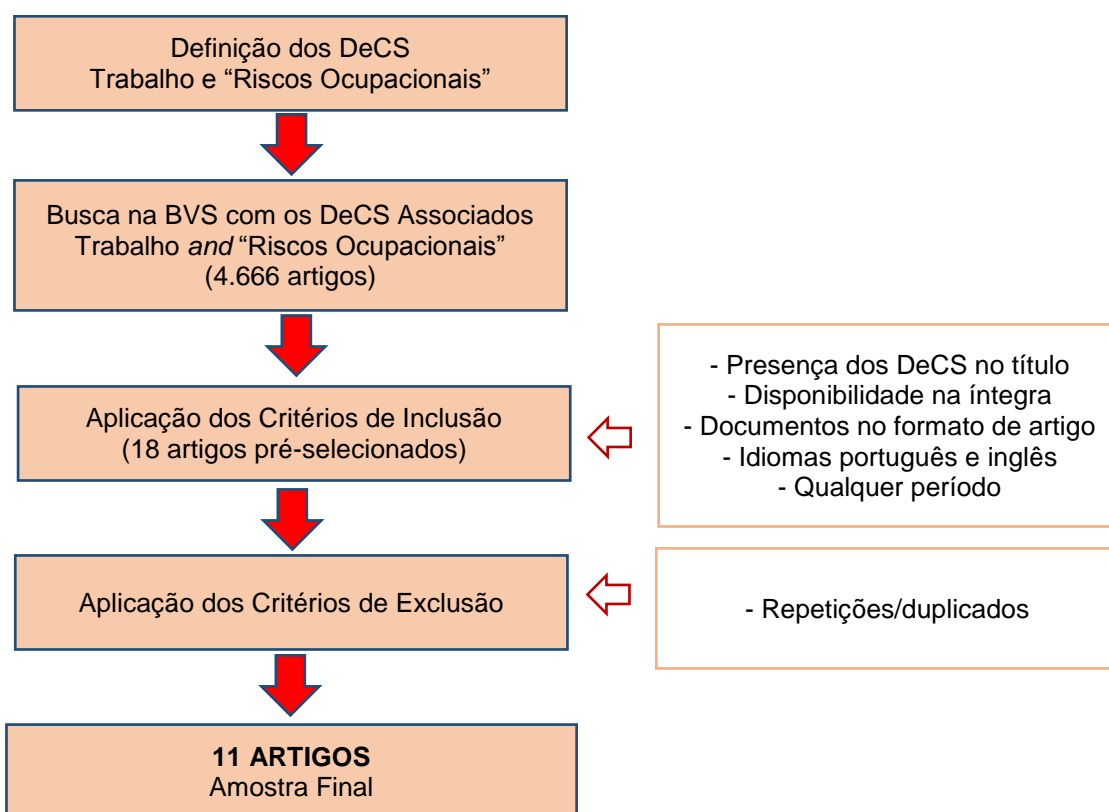 Definição dos DeCS
Trabalho e “Riscos Ocupacionais”
Busca na BVS com os DeCS Associados
Trabalho and “Riscos Ocupacionais”
(4.666 artigos)
Aplicação dos Critérios de Inclusão
(18 artigos pré-selecionados)
- Presença dos DeCS no título
- Disponibilidade na íntegra
- Documentos no formato de artigo
- Idiomas português e inglês
- Qualquer período
Aplicação dos Critérios de Exclusão
- Repetições/duplicados
11 ARTIGOS
Amostra Final